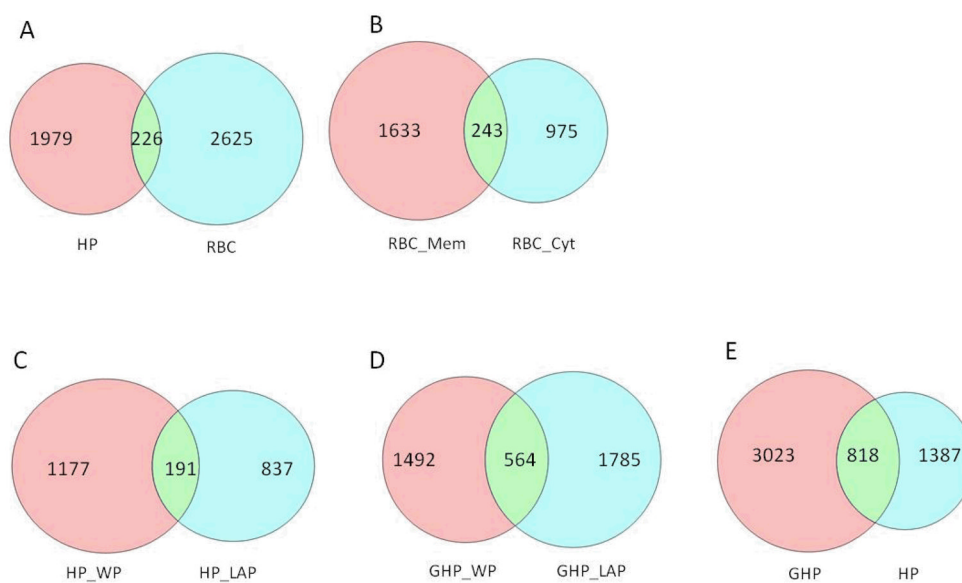 A
1979 226 2625
HP RBC
B
1633 243 975
RBC_Mem RBC_Cyt
C
1177 191 837
HP_WP HP_LAP
D
1492 564 1785
GHP_WP GHP_LAP
E
3023 818 1387
GHP HP